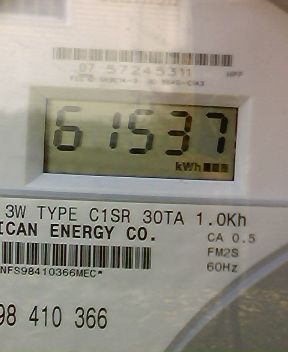 07 57245311 HPF
61537
kWh
3W TYPE C1SR 30TA 1.0Kh
ICAN ENERGY CO.
CA 0.5
FM2S
NFS98410366MEC*
60Hz
98 410 366